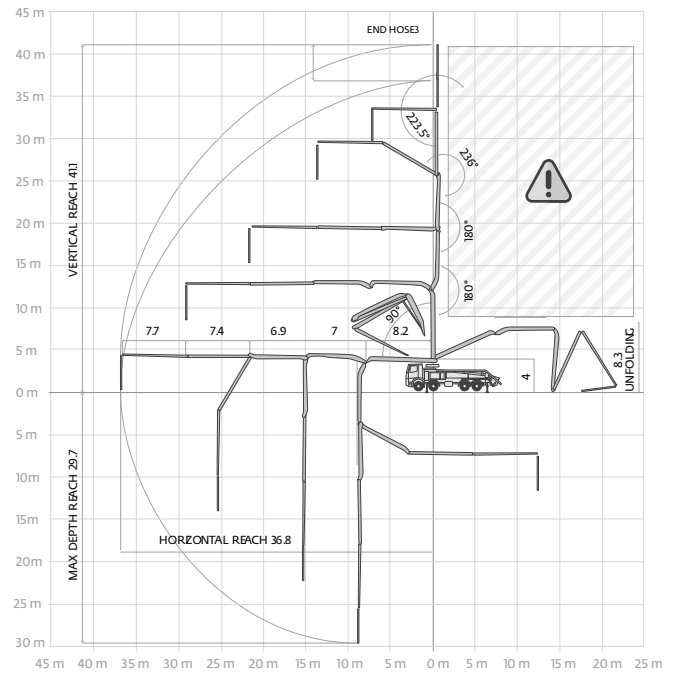 45 m
40 m
35 m
30 m
25 m
20 m
15 m
10 m
5 m
0 m
5 m
10m
15m
20m
25 m
30 m
END HOSE3
223.5°
236°
180°
180°
90°
VERTICAL REACH 41.1
7.7 7.4 6.9 7 8.2
4
8.3
UNFOLDING
MAX DEPTH REACH 29.7
HORIZONTAL REACH 36.8
45 m 40 m 35 m 30 m 25 m 20 m 15 m 10 m 5 m 0 m 5 m 10 m 15 m 20 m 25 m